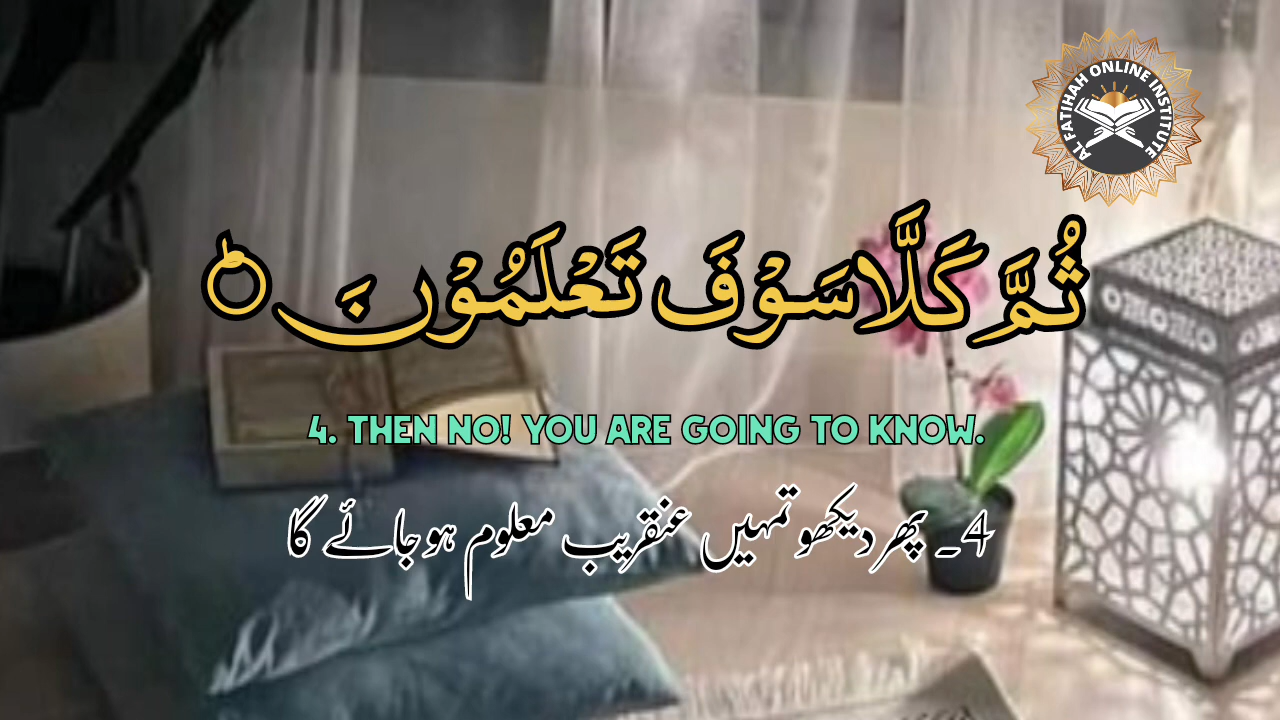 AL FATIHAH ONLINE INSTITUTE
ثُمَّ كَلَّا سَوْفَ تَعْلَمُوْنَؕ
4. THEN NO! YOU ARE GOING TO KNOW.
4۔ پھر دیکھو تمہیں عنقریب معلوم ہو جائے گا